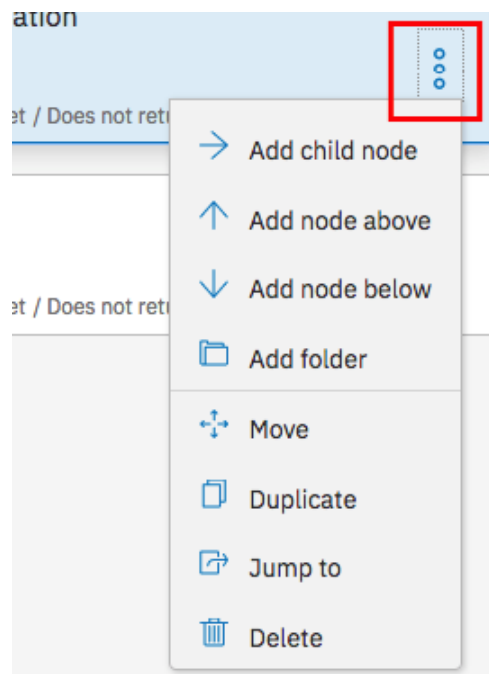 ation
et / Does not retu
Add child node
Add node above
Add node below
et / Does not retu
Add folder
Move
Duplicate
Jump to
Delete